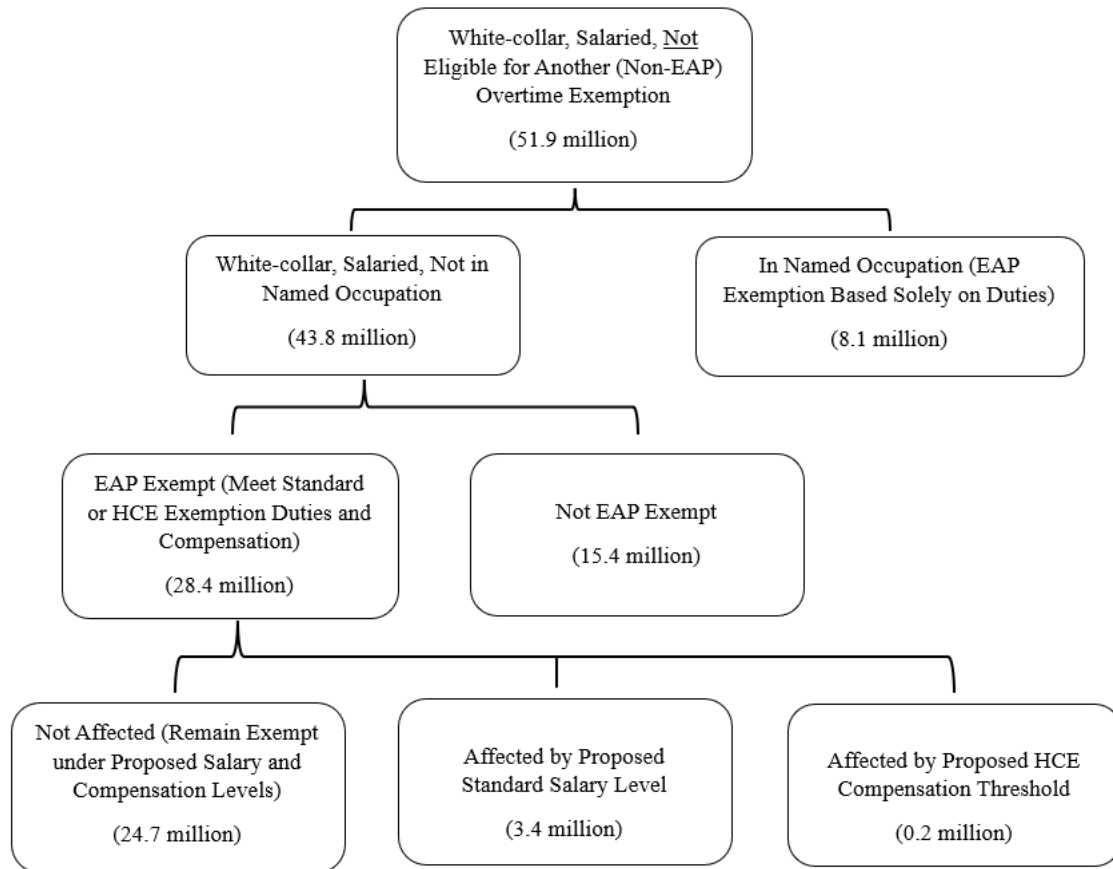 White-collar, Salaried, Not
Eligible for Another (Non-EAP)
Overtime Exemption
(51.9 million)
White-collar, Salaried, Not in
Named Occupation
(43.8 million)
In Named Occupation (EAP
Exemption Based Solely on Duties)
(8.1 million)
EAP Exempt (Meet Standard
or HCE Exemption Duties and
Compensation)
(28.4 million)
Not EAP Exempt
(15.4 million)
Not Affected (Remain Exempt
under Proposed Salary and
Compensation Levels)
(24.7 million)
Affected by Proposed
Standard Salary Level
(3.4 million)
Affected by Proposed HCE
Compensation Threshold
(0.2 million)